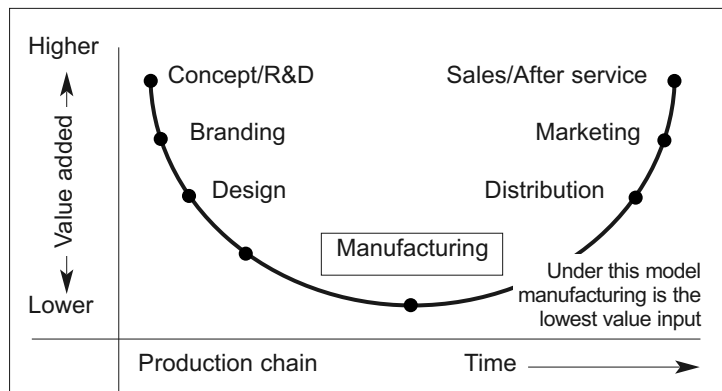 Higher
Value added
Lower
Concept/R&D
Branding
Design
Manufacturing
Sales/After service
Marketing
Distribution
Under this model
manufacturing is the
lowest value input
Production chain
Time